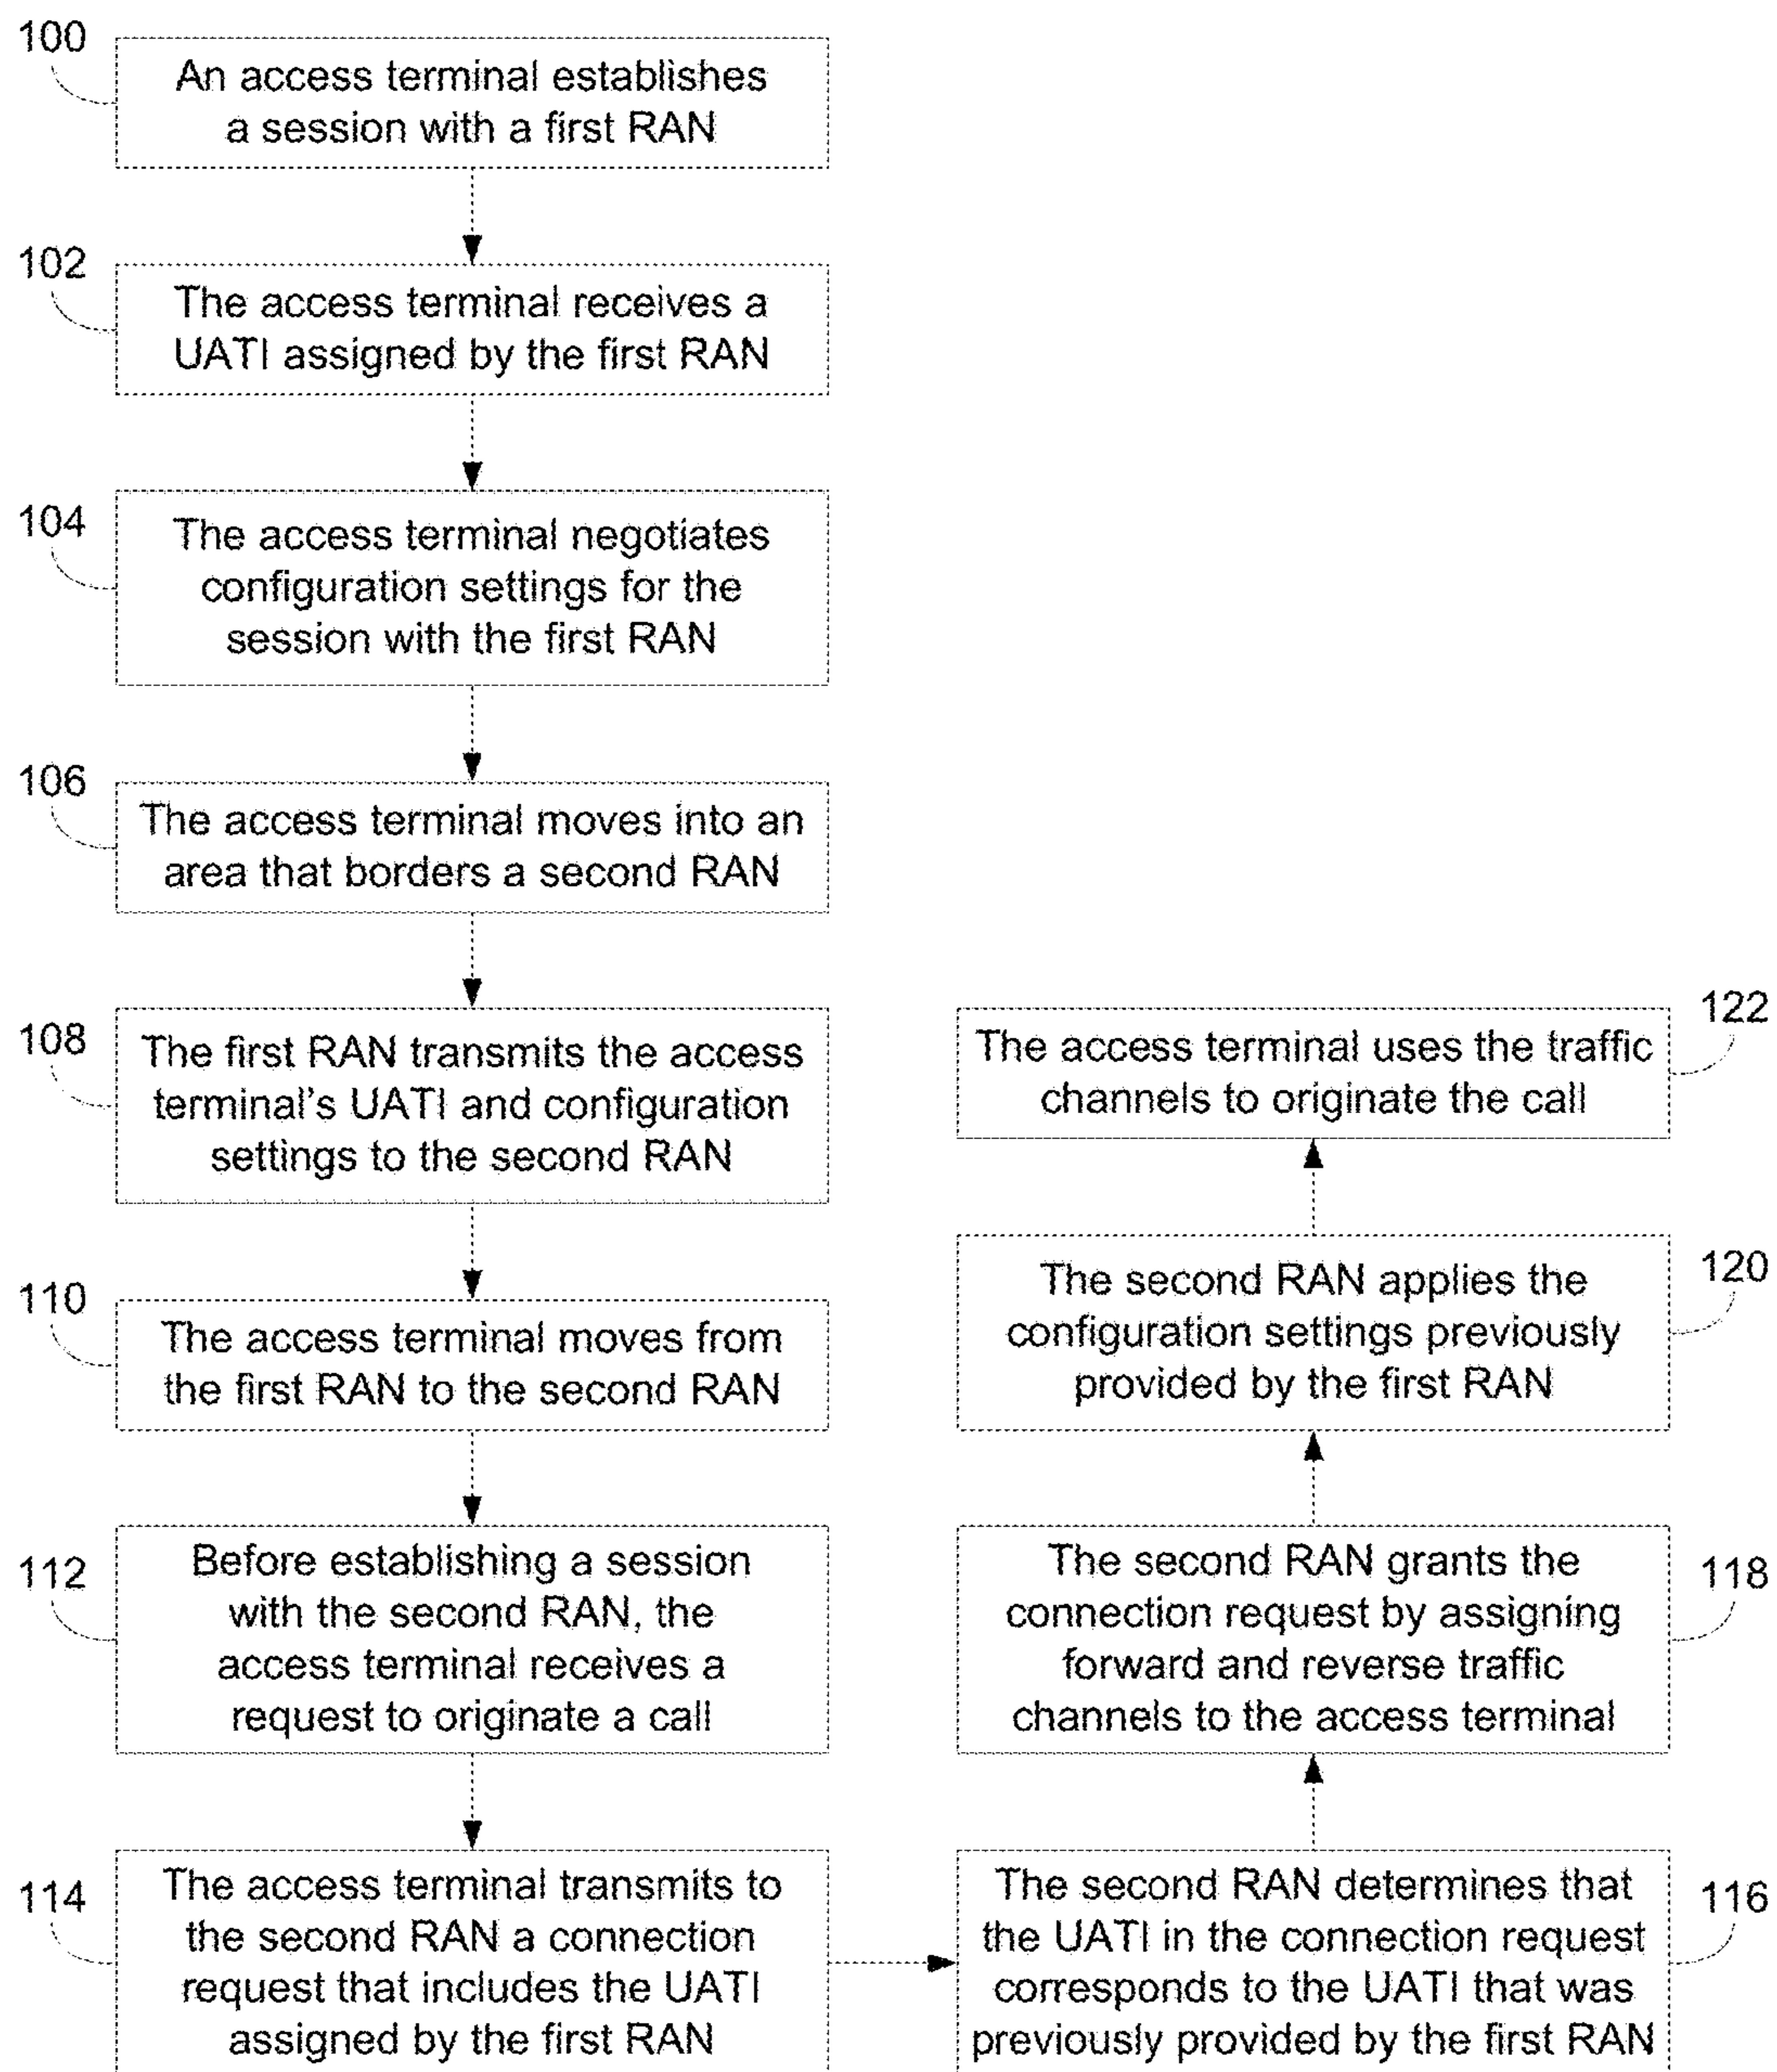 100
An access terminal establishes
a session with a first RAN
102
The access terminal receives a
UATI assigned by the first RAN
104
The access terminal negotiates
configuration settings for the
session with the first RAN
106
The access terminal moves into an
area that borders a second RAN
108
The first RAN transmits the access
terminal's UATI and configuration
settings to the second RAN
110
The access terminal moves from
the first RAN to the second RAN
112
Before establishing a session
with the second RAN, the
access terminal receives a
request to originate a call
114
The access terminal transmits to
the second RAN a connection
request that includes the UATI
assigned by the first RAN
116
The second RAN determines that
the UATI in the connection request
corresponds to the UATI that was
previously provided by the first RAN
118
The second RAN grants the
connection request by assigning
forward and reverse traffic
channels to the access terminal
120
The second RAN applies the
configuration settings previously
provided by the first RAN
122
The access terminal uses the traffic
channels to originate the call